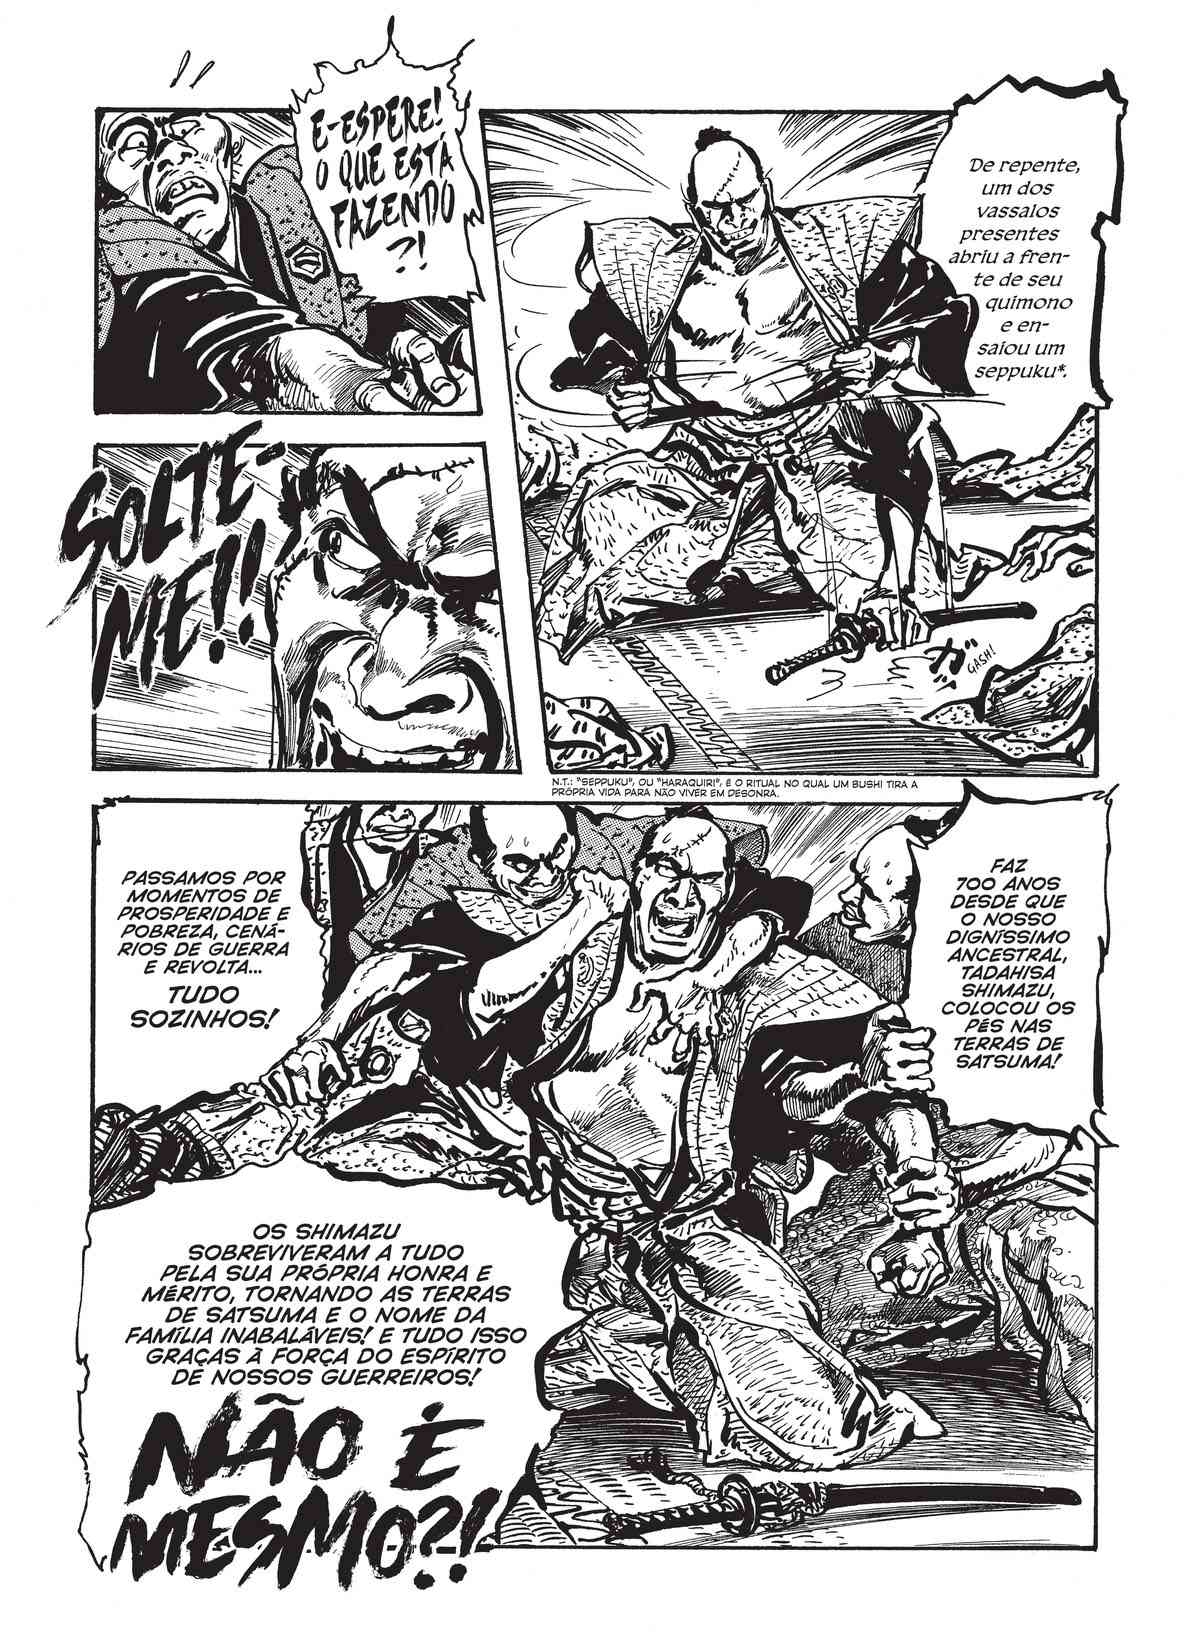 De repente,
um dos
vassalos
presentes
abriu a fren-
te de seu
quimono
e en-
saiou um
seppuku*.
GASH!
ガ
N.T.: "SEPPUKU", OU "HARAQUIRI", É O RITUAL NO QUAL UM BUSHI TIRA A
PRÓPRIA VIDA PARA NÃO VIVER EM DESONRA.
E-ESPERE!
O QUE ESTÁ
FAZENDO
?!
SOLTE-
ME!!
FAZ
700 ANOS
DESDE QUE
O NOSSO
DIGNÍSSIMO
ANCESTRAL,
TADAHISA
SHIMAZU,
COLOCOU OS
PÉS NAS
TERRAS DE
SATSUMA!
PASSAMOS POR
MOMENTOS DE
PROSPERIDADE E
POBREZA, CENÁ-
RIOS DE GUERRA
E REVOLTA...
TUDO
SOZINHOS!
OS SHIMAZU
SOBREVIVERAM A TUDO
PELA SUA PRÓPRIA HONRA E
MÉRITO, TORNANDO AS TERRAS
DE SATSUMA E O NOME DA
FAMÍLIA INABALÁVEIS! E TUDO ISSO
GRAÇAS À FORÇA DO ESPÍRITO
DE NOSSOS GUERREIROS!
NÃO É
MESMO?!